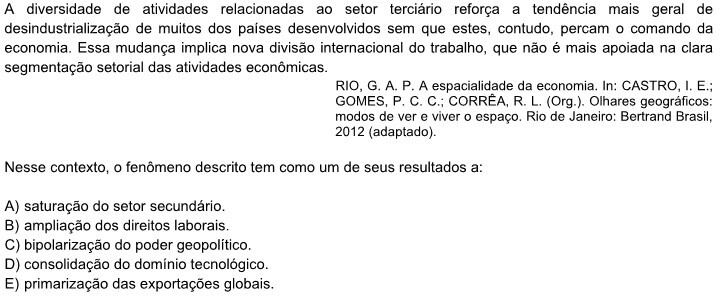 A diversidade de atividades relacionadas ao setor terciário reforça a tendência mais geral de
desindustrialização de muitos dos países desenvolvidos sem que estes, contudo, percam o comando da
economia. Essa mudança implica nova divisão internacional do trabalho, que não é mais apoiada na clara
segmentação setorial das atividades econômicas.
RIO, G. A. P. A espacialidade da economia. In: CASTRO, I. E.;
GOMES, P. C. C.; CORRÊA, R. L. (Org.). Olhares geográficos:
modos de ver e viver o espaço. Rio de Janeiro: Bertrand Brasil,
2012 (adaptado).
Nesse contexto, o fenômeno descrito tem como um de seus resultados a:
A) saturação do setor secundário.
B) ampliação dos direitos laborais.
C) bipolarização do poder geopolítico.
D) consolidação do domínio tecnológico.
E) primarização das exportações globais.